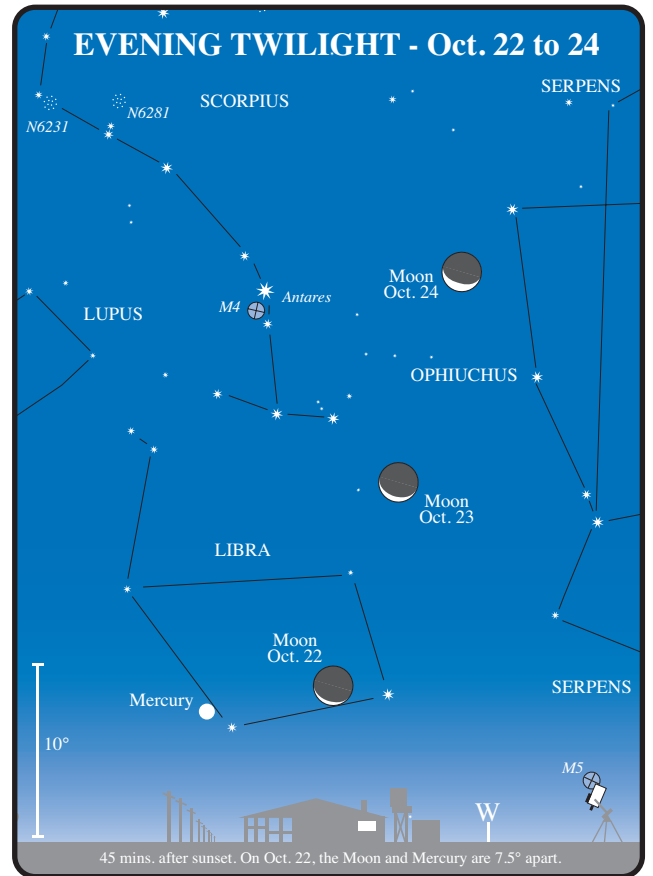 EVENING TWILIGHT - Oct. 22 to 24
SERPENS
SCORPIUS
N6281
N6231
Moon
Oct. 24
Antares
M4
LUPUS
OPHIUCHUS
Moon
Oct. 23
LIBRA
Moon
Oct. 22
SERPENS
Mercury
10°
M5
W
45 mins. after sunset. On Oct. 22, the Moon and Mercury are 7.5° apart.